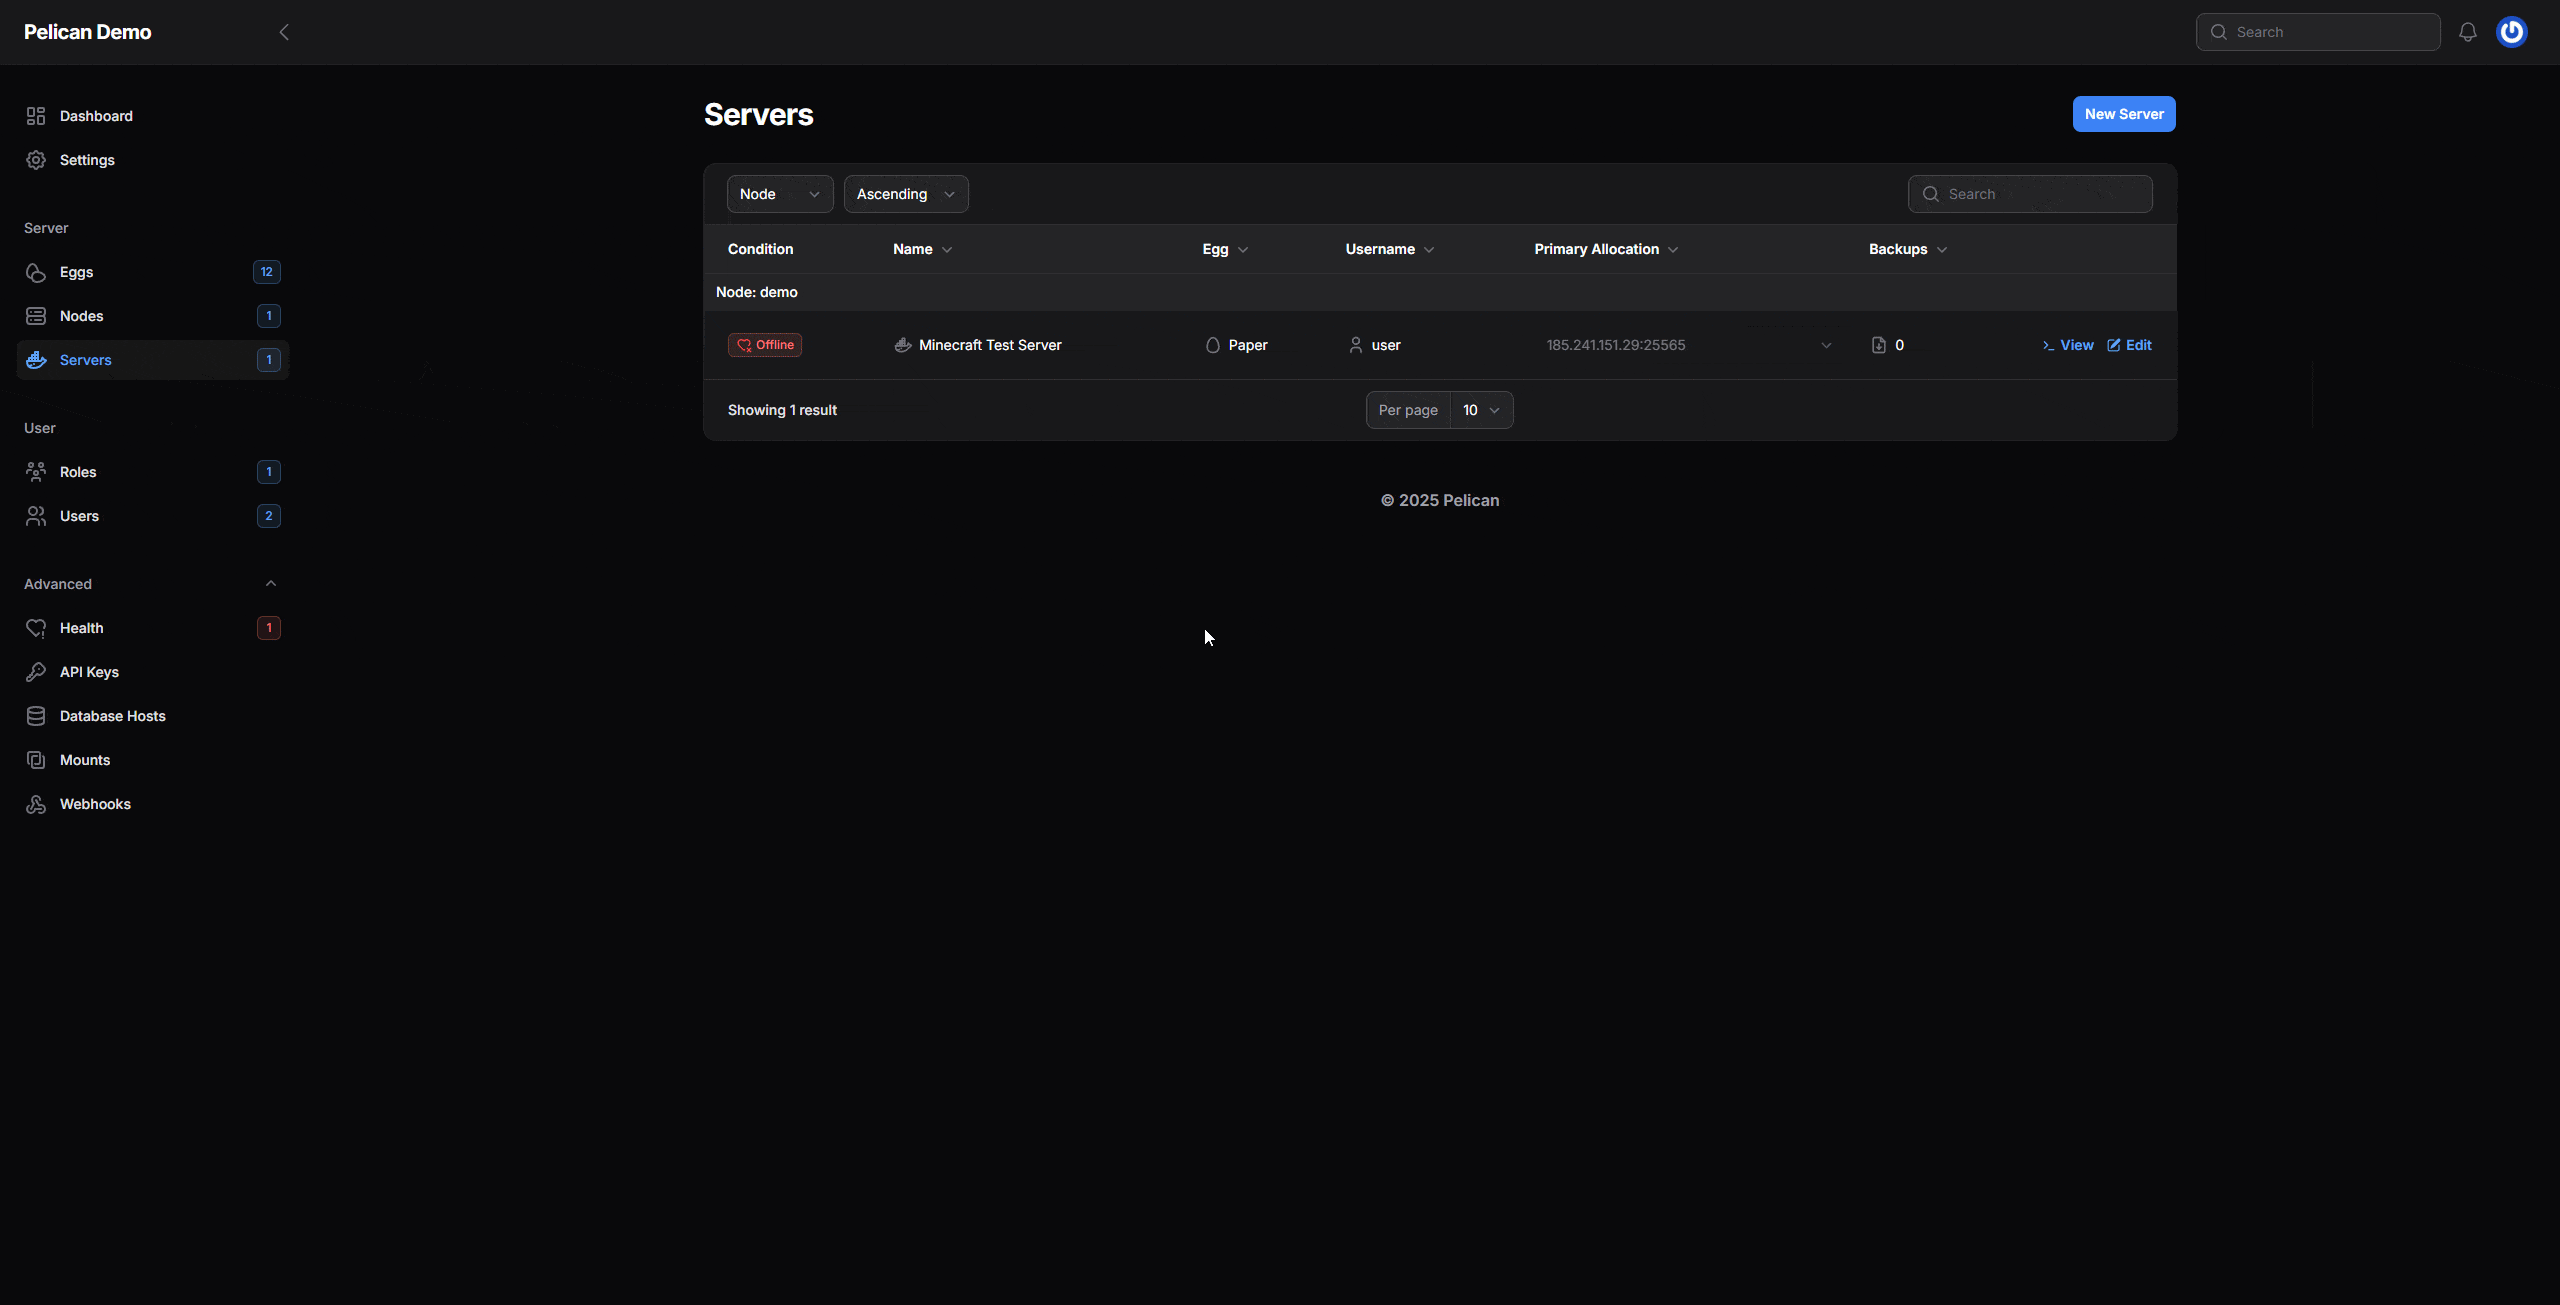 Pelican Demo
Search
Dashboard
Settings
Server
Eggs 12
Nodes 1
Servers 1
User
Roles 1
Users 2
Advanced
Health 1
API Keys
Database Hosts
Mounts
Webhooks
Servers
New Server
Node Ascending Search
Condition Name Egg Username Primary Allocation Backups
Node: demo
Offline Minecraft Test Server Paper user 185.241.151.29:25565 0 View Edit
Showing 1 result Per page 10
© 2025 Pelican